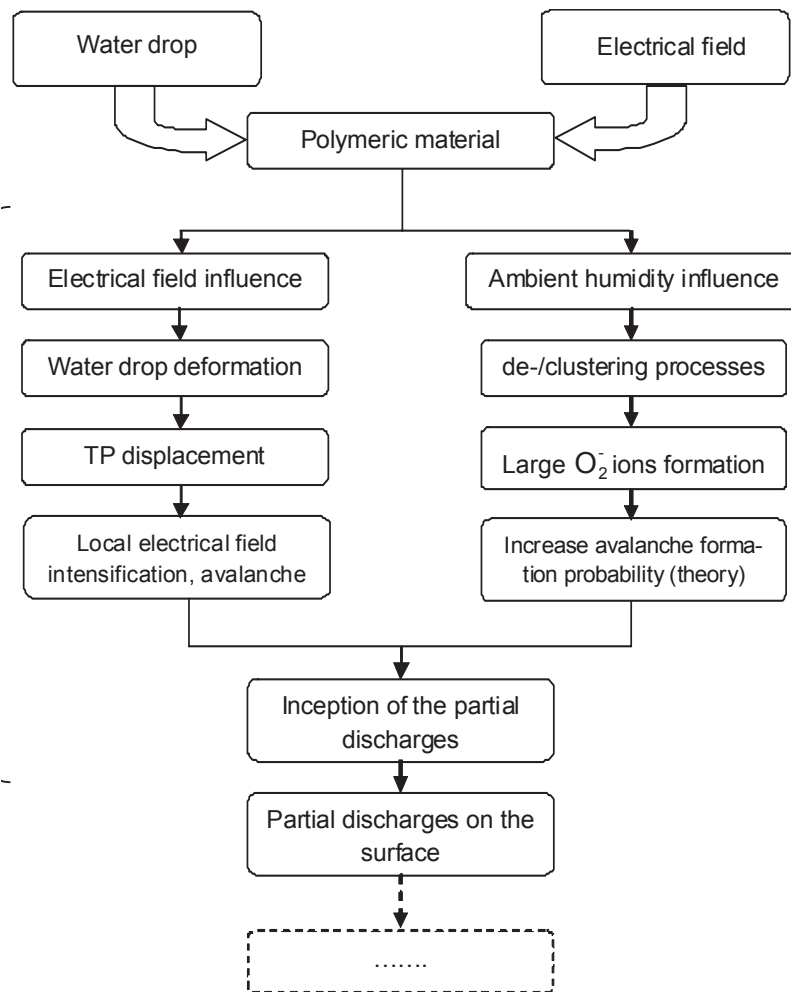 Water drop
Electrical field
Polymeric material
Electrical field influence
Ambient humidity influence
Water drop deformation
de-/clustering processes
TP displacement
Large O₂⁻ ions formation
Local electrical field
intensification, avalanche
Increase avalanche forma-
tion probability (theory)
Inception of the partial
discharges
Partial discharges on the
surface
.......